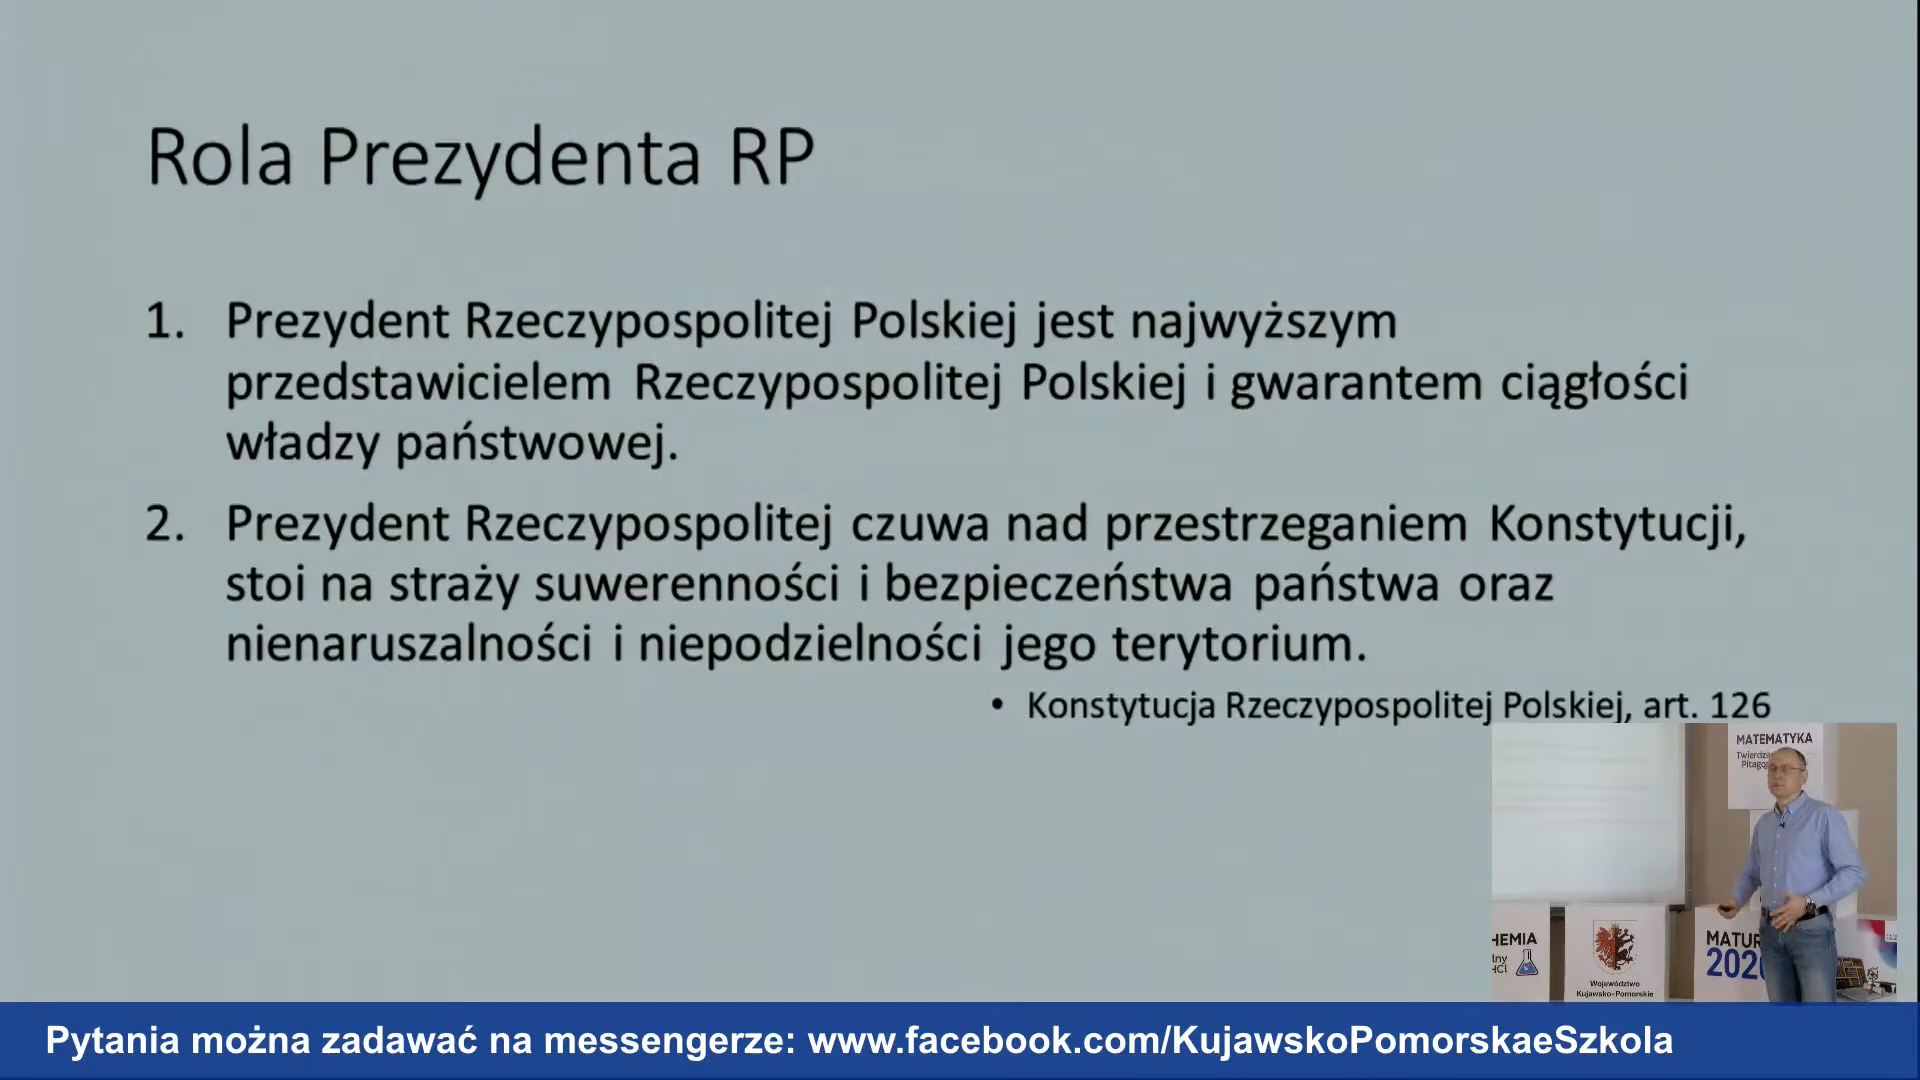 Rola Prezydenta RP
1. Prezydent Rzeczypospolitej Polskiej jest najwyższym
przedstawicielem Rzeczypospolitej Polskiej i gwarantem ciągłości
władzy państwowej.
2. Prezydent Rzeczypospolitej czuwa nad przestrzeganiem Konstytucji,
stoi na straży suwerenności i bezpieczeństwa państwa oraz
nienaruszalności i niepodzielności jego terytorium.
• Konstytucja Rzeczypospolitej Polskiej, art. 126
MATEMATYKA
HEMIA
Województwo
Kujawsko-Pomorskie
MATUR
2020
Pytania można zadawać na messengerze: www.facebook.com/KujawskoPomorskaeSzkola